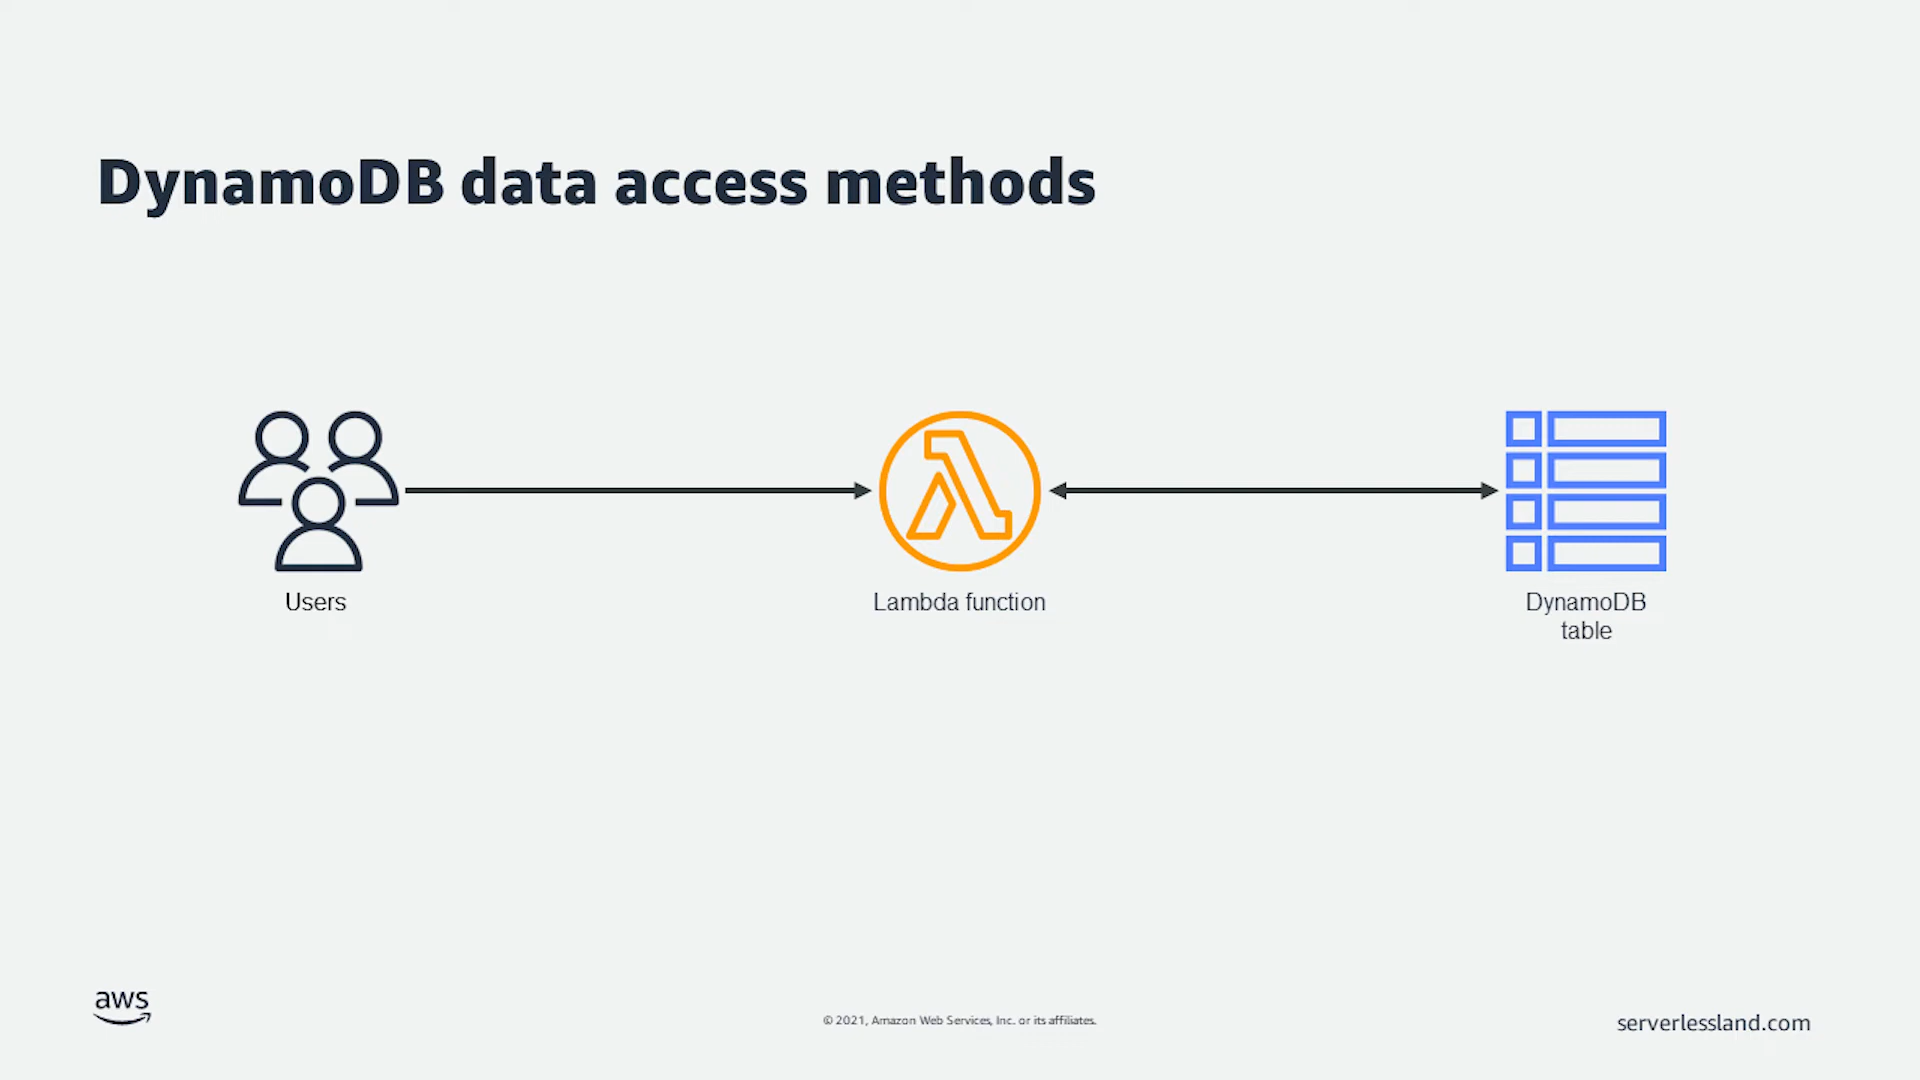 DynamoDB data access methods
Users
Lambda function
DynamoDB
table
aws
© 2021, Amazon Web Services, Inc. or its affiliates.
serverlessland.com